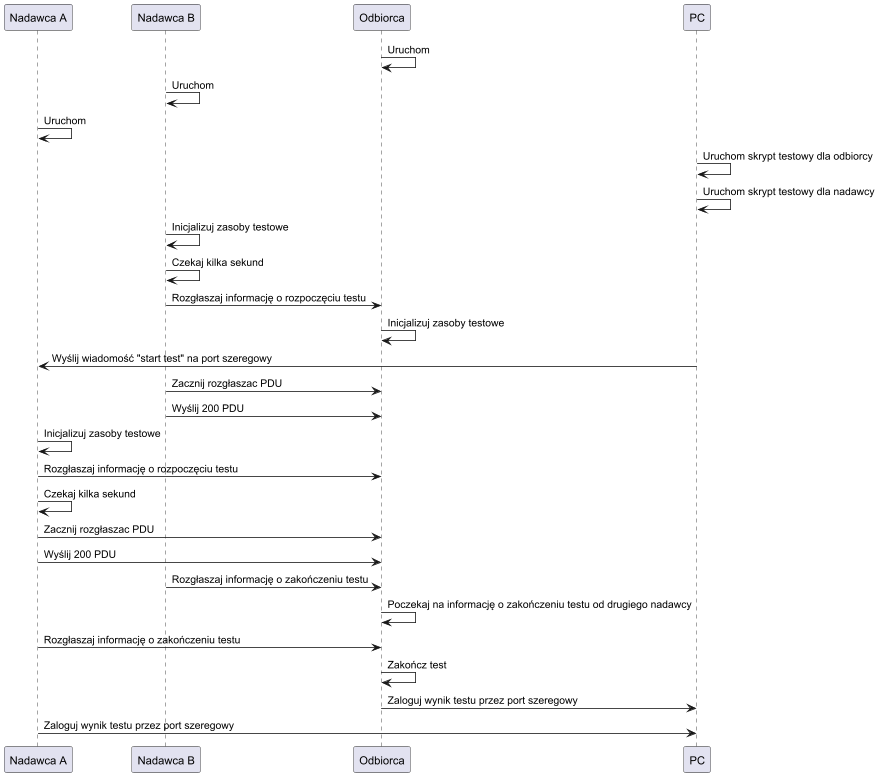 Nadawca A
Nadawca B
Odbiorca
PC
Uruchom
Uruchom
Uruchom
Uruchom skrypt testowy dla odbiorcy
Uruchom skrypt testowy dla nadawcy
Inicjalizuj zasoby testowe
Czekaj kilka sekund
Rozgłaszaj informację o rozpoczęciu testu
Inicjalizuj zasoby testowe
Wyślij wiadomość "start test" na port szeregowy
Zacznij rozgłaszac PDU
Wyślij 200 PDU
Inicjalizuj zasoby testowe
Rozgłaszaj informację o rozpoczęciu testu
Czekaj kilka sekund
Zacznij rozgłaszac PDU
Wyślij 200 PDU
Rozgłaszaj informację o zakończeniu testu
Poczekaj na informację o zakończeniu testu od drugiego nadawcy
Rozgłaszaj informację o zakończeniu testu
Zakończ test
Zaloguj wynik testu przez port szeregowy
Zaloguj wynik testu przez port szeregowy
Nadawca A
Nadawca B
Odbiorca
PC